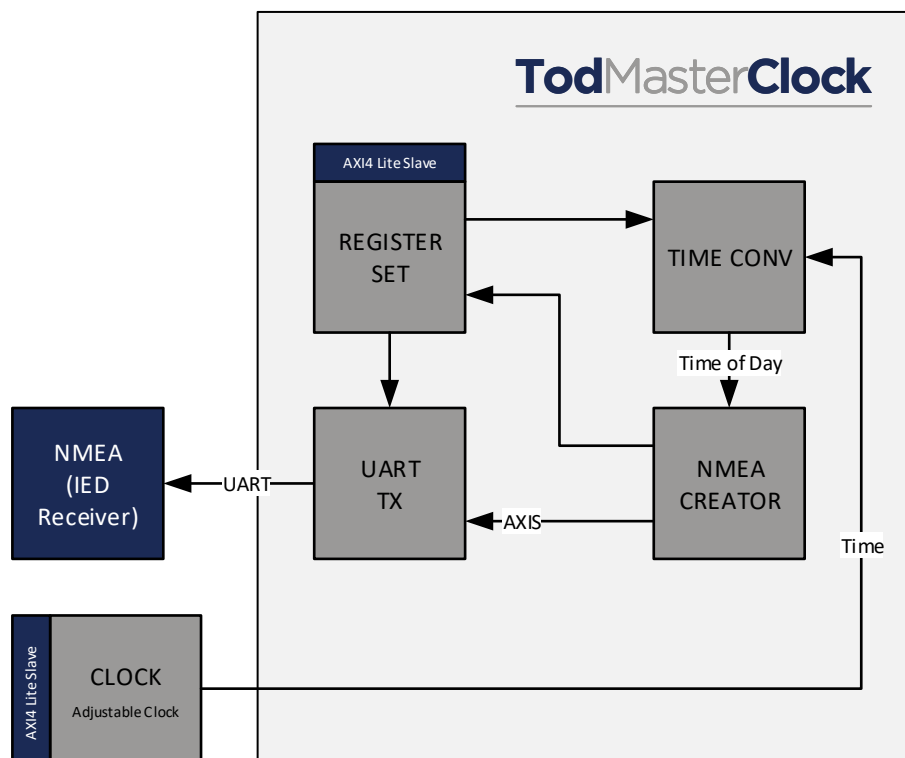 TodMasterClock
AXI4 Lite Slave
REGISTER
SET
TIME CONV
Time of Day
NMEA
(IED
Receiver)
UART
UART
TX
AXIS
NMEA
CREATOR
Time
AXI4 Lite Slave
CLOCK
Adjustable Clock